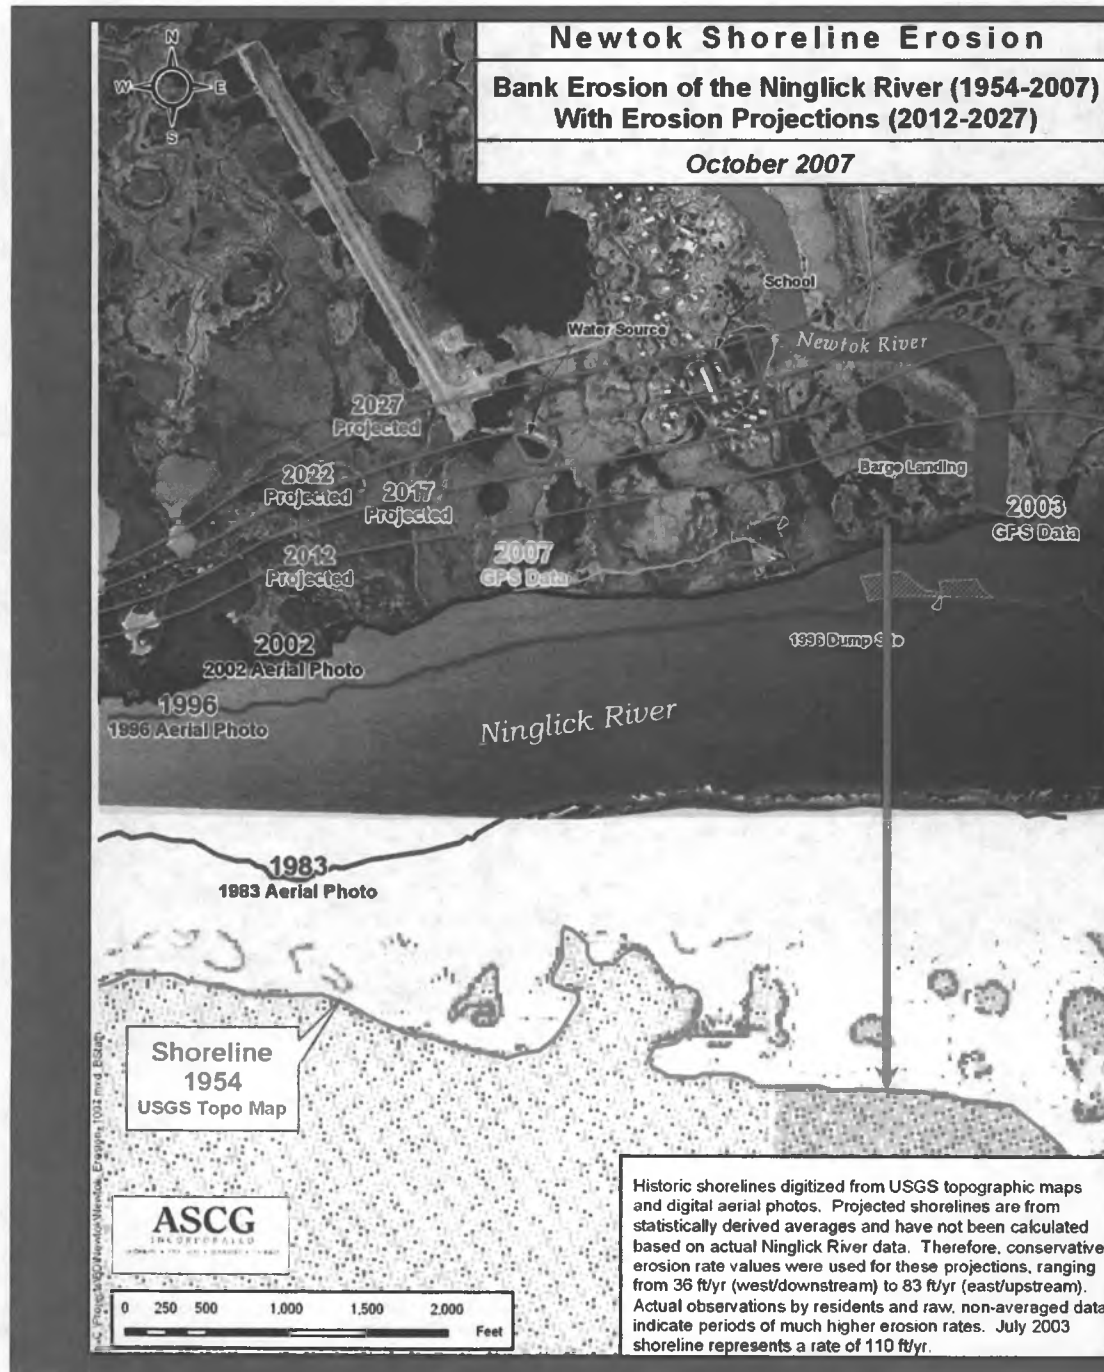 Newtok Shoreline Erosion
Bank Erosion of the Ninglick River (1954-2007)
With Erosion Projections (2012-2027)
October 2007
N
W
E
S
School
Water Source
Newtok River
2027
Projected
2022
Projected
2017
Projected
Barge Landing
2003
GPS Data
2012
Projected
2007
GPS Data
2002
2002 Aerial Photo
1996 Dump Site
1996
1996 Aerial Photo
Ninglick River
1983
1983 Aerial Photo
Shoreline
1954
USGS Topo Map
ASCG
INCORPORATED
0 250 500 1,000 1,500 2,000
Feet
Historic shorelines digitized from USGS topographic maps
and digital aerial photos. Projected shorelines are from
statistically derived averages and have not been calculated
based on actual Ninglick River data. Therefore, conservative
erosion rate values were used for these projections, ranging
from 36 ft/yr (west/downstream) to 83 ft/yr (east/upstream).
Actual observations by residents and raw, non-averaged data
indicate periods of much higher erosion rates. July 2003
shoreline represents a rate of 110 ft/yr.